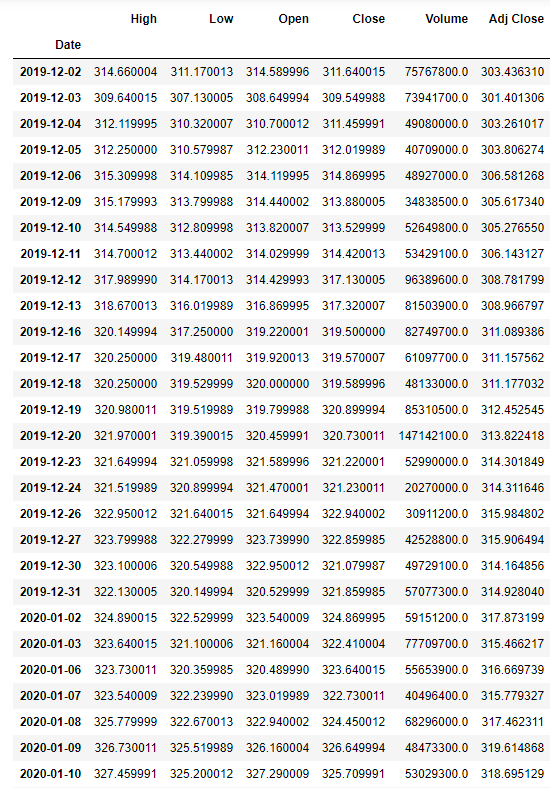 High Low Open Close Volume Adj Close
Date
2019-12-02 314.660004 311.170013 314.589996 311.640015 75767800.0 303.436310
2019-12-03 309.640015 307.130005 308.649994 309.549988 73941700.0 301.401306
2019-12-04 312.119995 310.320007 310.700012 311.459991 49080000.0 303.261017
2019-12-05 312.250000 310.579987 312.230011 312.019989 40709000.0 303.806274
2019-12-06 315.309998 314.109985 314.119995 314.869995 48927000.0 306.581268
2019-12-09 315.179993 313.799988 314.440002 313.880005 34838500.0 305.617340
2019-12-10 314.549988 312.809998 313.820007 313.529999 52649800.0 305.276550
2019-12-11 314.700012 313.440002 314.029999 314.420013 53429100.0 306.143127
2019-12-12 317.989990 314.170013 314.429993 317.130005 96389600.0 308.781799
2019-12-13 318.670013 316.019989 316.869995 317.320007 81503900.0 308.966797
2019-12-16 320.149994 317.250000 319.220001 319.500000 82749700.0 311.089386
2019-12-17 320.250000 319.480011 319.920013 319.570007 61097700.0 311.157562
2019-12-18 320.250000 319.529999 320.000000 319.589996 48133000.0 311.177032
2019-12-19 320.980011 319.519989 319.799988 320.899994 85310500.0 312.452545
2019-12-20 321.970001 319.390015 320.459991 320.730011 147142100.0 313.822418
2019-12-23 321.649994 321.059998 321.589996 321.220001 52990000.0 314.301849
2019-12-24 321.519989 320.899994 321.470001 321.230011 20270000.0 314.311646
2019-12-26 322.950012 321.640015 321.649994 322.940002 30911200.0 315.984802
2019-12-27 323.799988 322.279999 323.739990 322.859985 42528800.0 315.906494
2019-12-30 323.100006 320.549988 322.950012 321.079987 49729100.0 314.164856
2019-12-31 322.130005 320.149994 320.529999 321.859985 57077300.0 314.928040
2020-01-02 324.890015 322.529999 323.540009 324.869995 59151200.0 317.873199
2020-01-03 323.640015 321.100006 321.160004 322.410004 77709700.0 315.466217
2020-01-06 323.730011 320.359985 320.489990 323.640015 55653900.0 316.669739
2020-01-07 323.540009 322.239990 323.019989 322.730011 40496400.0 315.779327
2020-01-08 325.779999 322.670013 322.940002 324.450012 68296000.0 317.462311
2020-01-09 326.730011 325.519989 326.160004 326.649994 48473300.0 319.614868
2020-01-10 327.459991 325.200012 327.290009 325.709991 53029300.0 318.695129